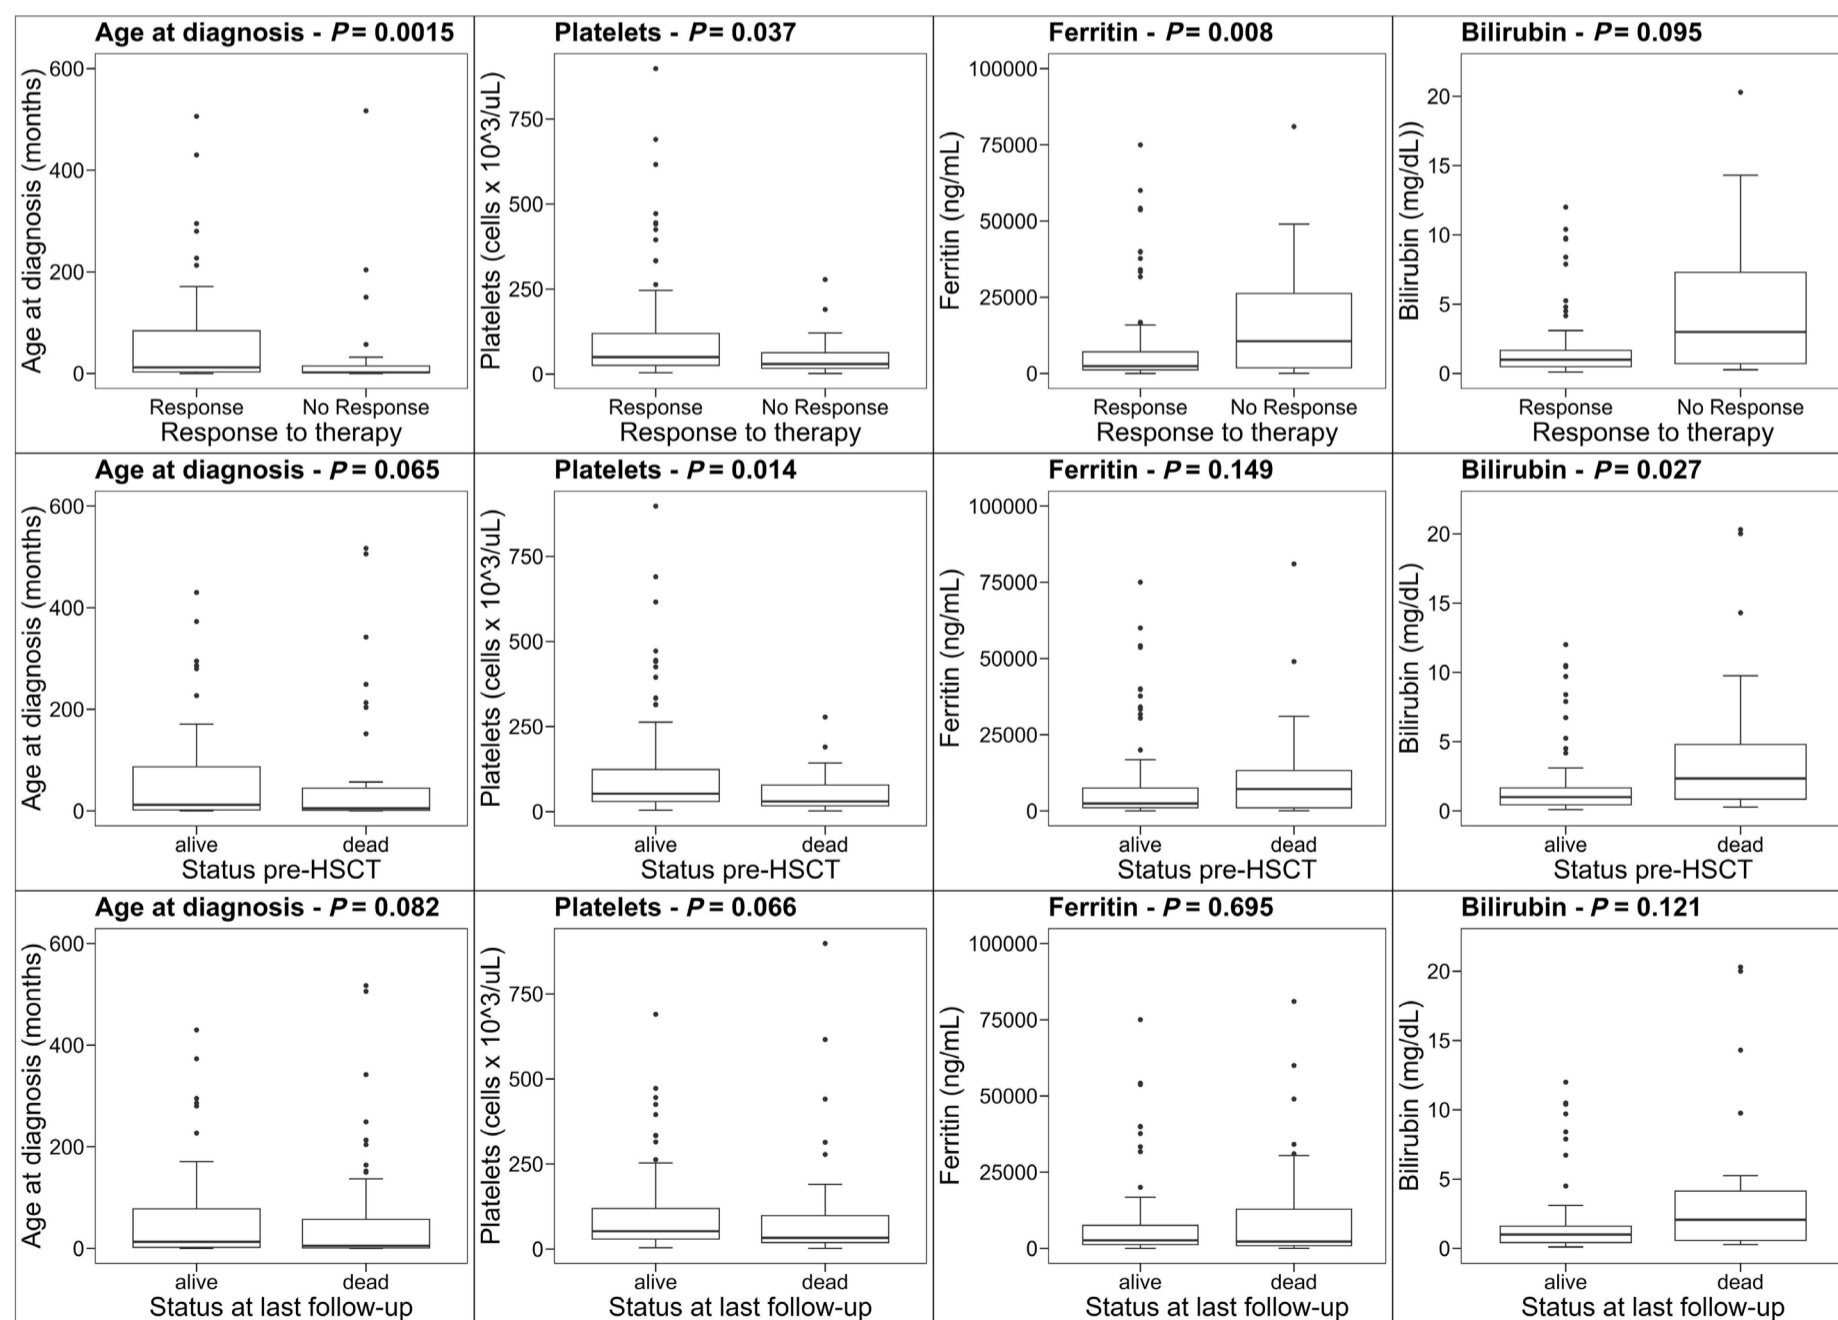 Age at diagnosis - P = 0.0015
Age at diagnosis (months)
600
400
200
0
Response
No Response
Response to therapy
Platelets - P = 0.037
Platelets (cells x 10^3/uL)
750
500
250
0
Response
No Response
Response to therapy
Ferritin - P = 0.008
Ferritin (ng/mL)
100000
75000
50000
25000
0
Response
No Response
Response to therapy
Bilirubin - P = 0.095
Bilirubin (mg/dL))
20
15
10
5
0
Response
No Response
Response to therapy
Age at diagnosis - P = 0.065
Age at diagnosis (months)
600
400
200
0
alive
dead
Status pre-HSCT
Platelets - P = 0.014
Platelets (cells x 10^3/uL)
750
500
250
0
alive
dead
Status pre-HSCT
Ferritin - P = 0.149
Ferritin (ng/mL)
100000
75000
50000
25000
0
alive
dead
Status pre-HSCT
Bilirubin - P = 0.027
Bilirubin (mg/dL)
20
15
10
5
0
alive
dead
Status pre-HSCT
Age at diagnosis - P = 0.082
Age at diagnosis (months)
600
400
200
0
alive
dead
Status at last follow-up
Platelets - P = 0.066
Platelets (cells x 10^3/uL)
750
500
250
0
alive
dead
Status at last follow-up
Ferritin - P = 0.695
Ferritin (ng/mL)
100000
75000
50000
25000
0
alive
dead
Status at last follow-up
Bilirubin - P = 0.121
Bilirubin (mg/dL)
20
15
10
5
0
alive
dead
Status at last follow-up